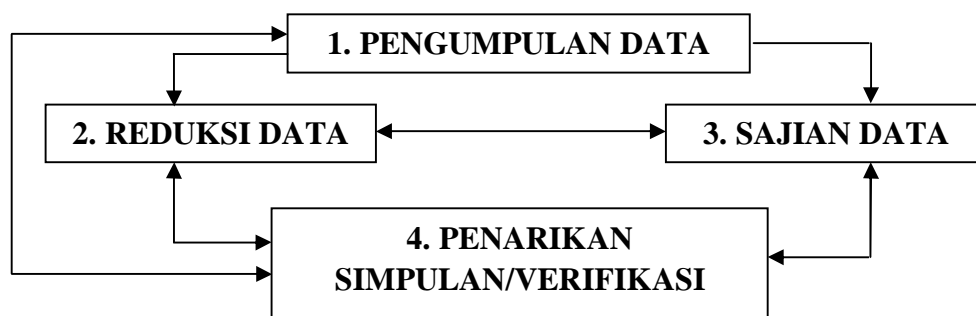 1. PENGUMPULAN DATA
2. REDUKSI DATA
3. SAJIAN DATA
4. PENARIKAN
SIMPULAN/VERIFIKASI